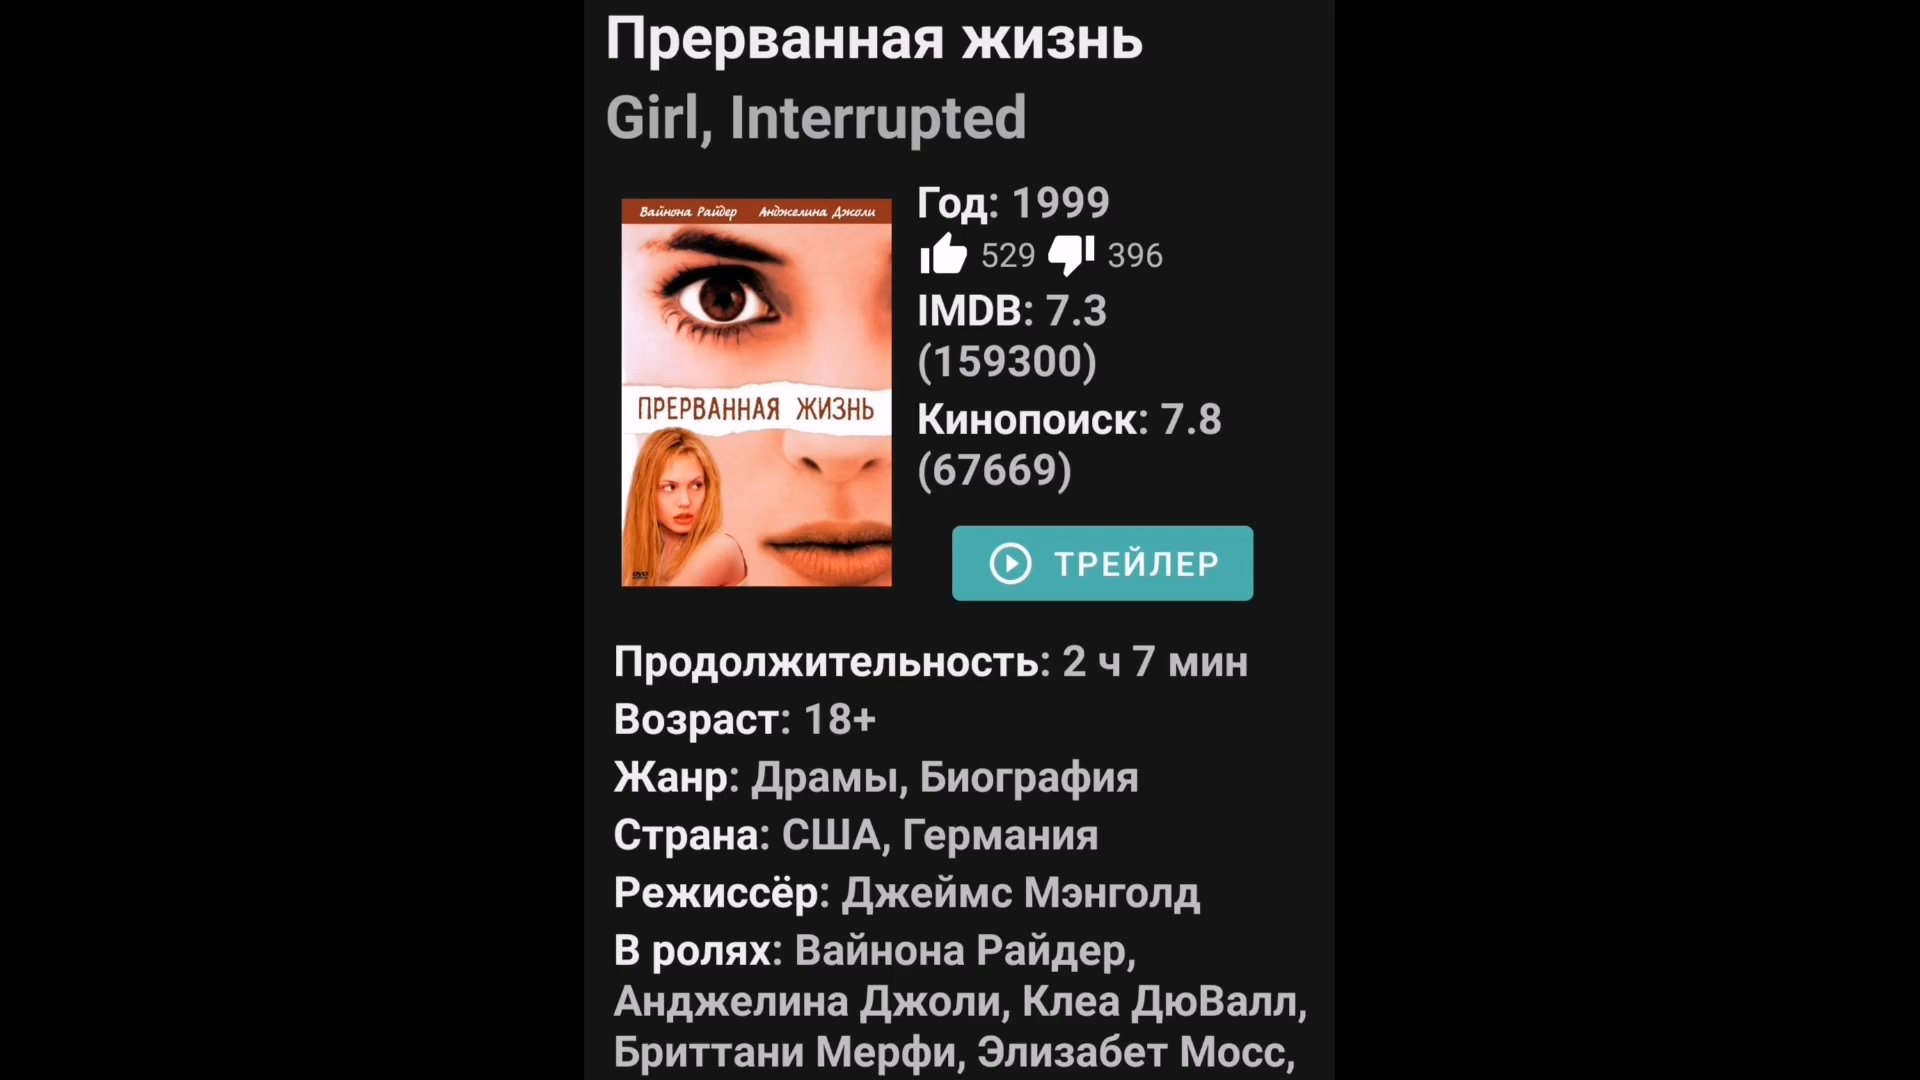 Прерванная жизнь
Girl, Interrupted
Вайнона Райдер Анджелина Джоли
ПРЕРВАННАЯ ЖИЗНЬ
DVD
Год: 1999
529 396
IMDB: 7.3
(159300)
Кинопоиск: 7.8
(67669)
ТРЕЙЛЕР
Продолжительность: 2 ч 7 мин
Возраст: 18+
Жанр: Драмы, Биография
Страна: США, Германия
Режиссёр: Джеймс Мэнголд
В ролях: Вайнона Райдер,
Анджелина Джоли, Клеа ДюВалл,
Бриттани Мерфи, Элизабет Мосс,